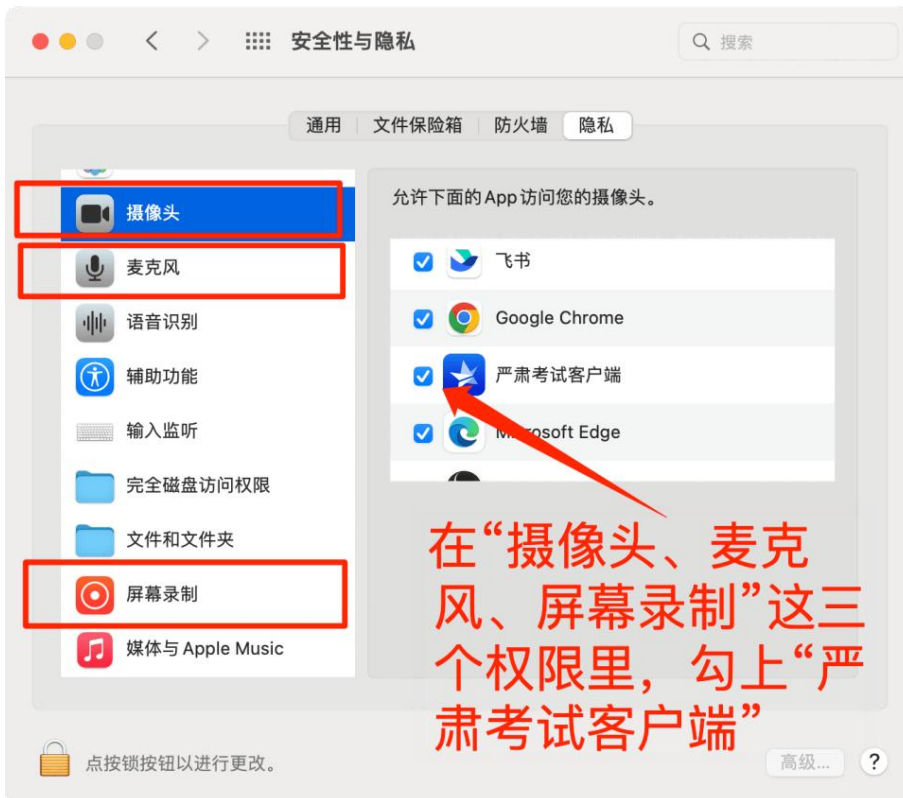 安全性与隐私
搜索
通用
文件保险箱
防火墙
隐私
摄像头
麦克风
语音识别
辅助功能
输入监听
完全磁盘访问权限
文件和文件夹
屏幕录制
媒体与 Apple Music
允许下面的 App 访问您的摄像头。
飞书
Google Chrome
严肃考试客户端
Microsoft Edge
在“摄像头、麦克
风、屏幕录制”这三
个权限里，勾上“严
肃考试客户端”
点按锁按钮以进行更改。
高级...
?